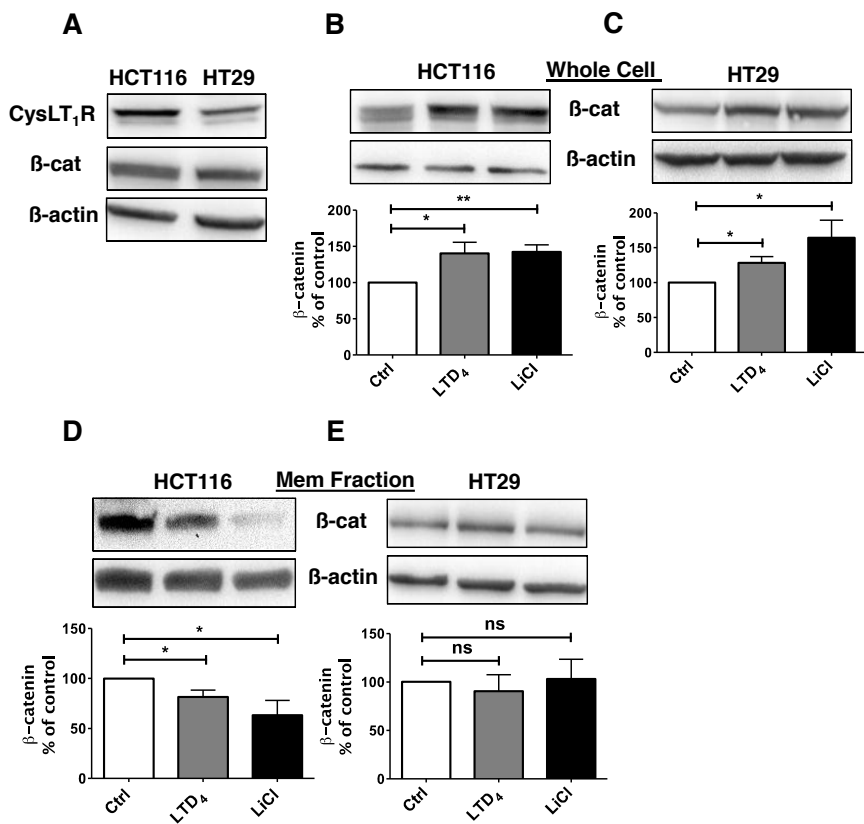 A
HCT116 HT29
CysLT₁R
ß-cat
ß-actin
B
C
HCT116 Whole Cell HT29
ß-cat
ß-actin
β-catenin
% of control
200
150
100
50
0
*
**
Ctrl
LTD₄
LiCl
β-catenin
% of control
200
150
100
50
0
*
*
Ctrl
LTD₄
LiCl
D
E
HCT116 Mem Fraction HT29
ß-cat
ß-actin
β-catenin
% of control
150
100
50
0
*
*
Ctrl
LTD₄
LiCl
β-catenin
% of control
150
100
50
0
ns
ns
Ctrl
LTD₄
LiCl